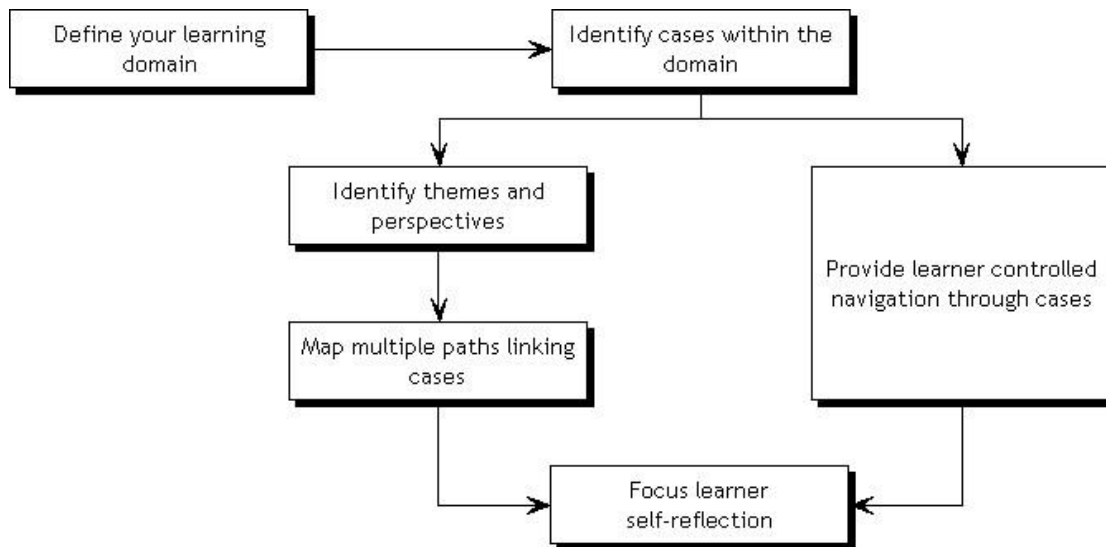 Define your learning
domain
Identify cases within the
domain
Identify themes and
perspectives
Provide learner controlled
navigation through cases
Map multiple paths linking
cases
Focus learner
self-reflection